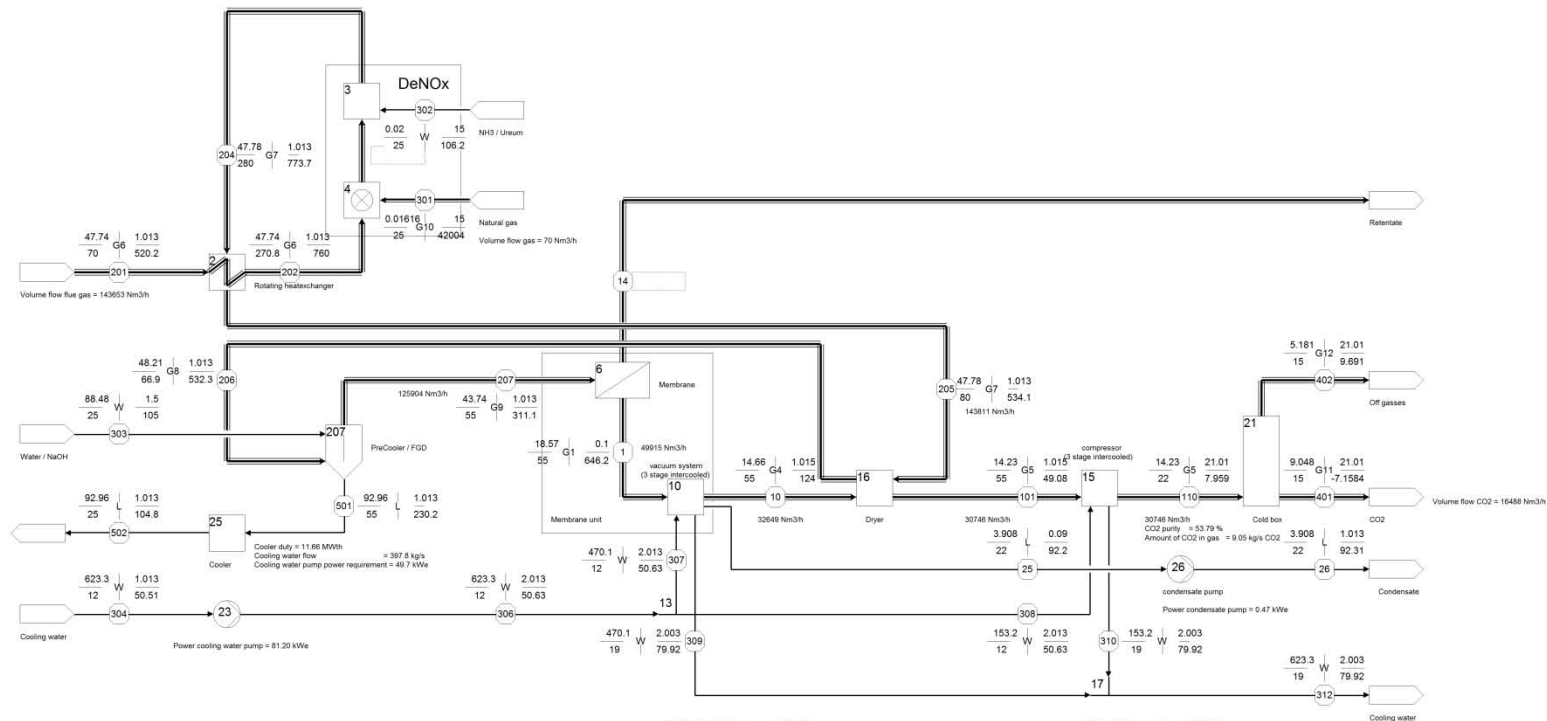 DeNOx
3
302
NH3 / Ureum
0.02 W 15
25 106.2
47.78 G7 1.013
280 773.7
204
4
301
Natural gas
0.01616 G10 15
25 42004
Volume flow gas = 70 Nm3/h
Retentate
47.74 G6 1.013
70 520.2
201
47.74 G6 1.013
270.8 760
2
202
Rotating heatexchanger
Volume flow flue gas = 143653 Nm3/h
14
48.21 G8 1.013
66.9 532.3
206
6
Membrane
207
125904 Nm3/h
43.74 G9 1.013
55 311.1
205
47.78 G7 1.013
80 534.1
143811 Nm3/h
5.181 G12 21.01
15 9.691
402
Off gasses
88.48 W 1.5
25 105
303
Water / NaOH
207
PreCooler / FGD
18.57 G1 0.1
55 646.2
1
49915 Nm3/h
vacuum system
(3 stage intercooled)
10
14.66 G4 1.015
55 124
10
32649 Nm3/h
16
Dryer
14.23 G5 1.015
55 49.08
101
30746 Nm3/h
compressor
(3 stage intercooled)
15
14.23 G5 21.01
22 7.959
110
30746 Nm3/h
CO2 purity = 53.79 %
Amount of CO2 in gas = 9.05 kg/s CO2
21
Cold box
9.048 G11 21.01
15 -7.1584
401
CO2
Volume flow CO2 = 16488 Nm3/h
Membrane unit
92.96 L 1.013
25 104.8
502
25
Cooler
501
92.96 L 1.013
55 230.2
Cooler duty = 11.66 MWth
Cooling water flow = 397.8 kg/s
Cooling water pump power requirement = 49.7 kWe
470.1 W 2.013
12 50.63
307
3.908 L 0.09
22 92.2
25
26
condensate pump
Power condensate pump = 0.47 kWe
3.908 L 1.013
22 92.31
26
Condensate
623.3 W 1.013
12 50.51
304
Cooling water
23
Power cooling water pump = 81.20 kWe
623.3 W 2.013
12 50.63
306
13
308
470.1 W 2.003
19 79.92
309
153.2 W 2.013
12 50.63
310
153.2 W 2.003
19 79.92
17
623.3 W 2.003
19 79.92
312
Cooling water